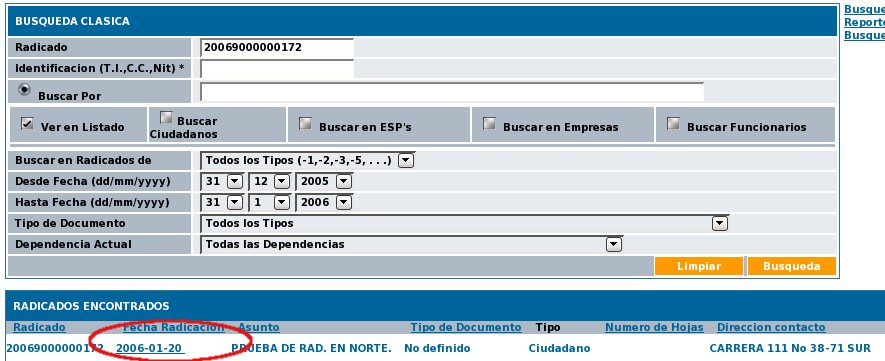 BUSQUEDA CLASICA
Radicado 20069000000172
Identificacion (T.I.,C.C.,Nit) *
Buscar Por
Ver en Listado Buscar Ciudadanos Buscar en ESP's Buscar en Empresas Buscar Funcionarios
Buscar en Radicados de Todos los Tipos (-1,-2,-3,-5, . . .)
Desde Fecha (dd/mm/yyyy) 31 12 2005
Hasta Fecha (dd/mm/yyyy) 31 1 2006
Tipo de Documento Todos los Tipos
Dependencia Actual Todas las Dependencias
Limpiar Busqueda
Busque
Report
Busque
RADICADOS ENCONTRADOS
Radicado Fecha Radicacion Asunto Tipo de Documento Tipo Numero de Hojas Direccion contacto
20069000000172 2006-01-20 PRUEBA DE RAD. EN NORTE. No definido Ciudadano CARRERA 111 No 38-71 SUR